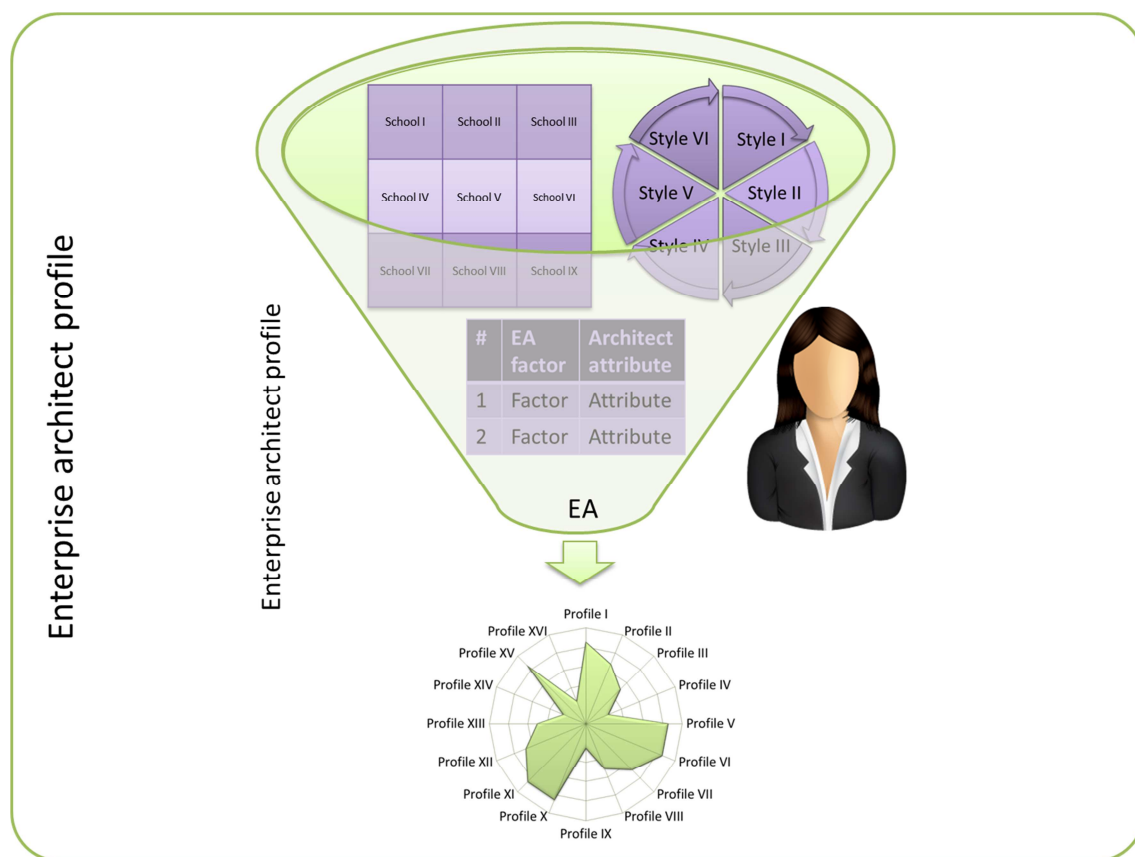 Enterprise architect profile
Enterprise architect profile
School I School II School III
School IV School V School VI
School VII School VIII School IX
Style VI Style I
Style V Style II
Style IV Style III
# EA factor Architect attribute
1 Factor Attribute
2 Factor Attribute
EA
Profile I
Profile II
Profile III
Profile IV
Profile V
Profile VI
Profile VII
Profile VIII
Profile IX
Profile X
Profile XI
Profile XII
Profile XIII
Profile XIV
Profile XV
Profile XVI